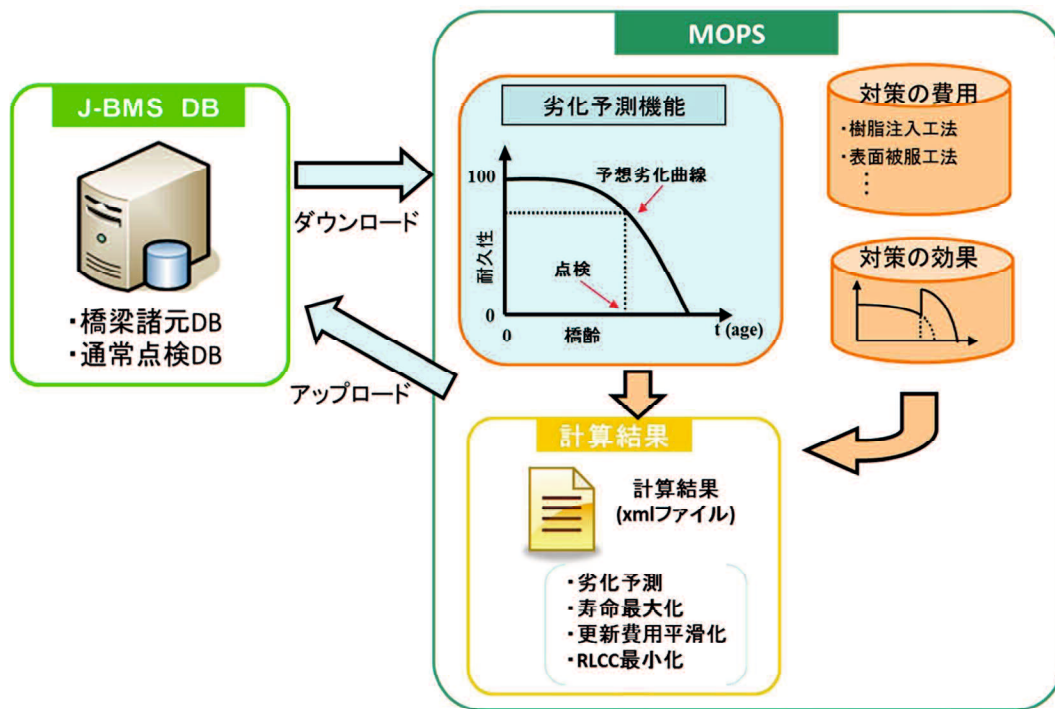 MOPS
J-BMS DB
・橋梁諸元DB
・通常点検DB
ダウンロード
アップロード
劣化予測機能
100
予想劣化曲線
耐久性
点検
0
0
橋齢
t (age)
対策の費用
・樹脂注入工法
・表面被服工法
⋮
対策の効果
計算結果
計算結果
(xmlファイル)
・劣化予測
・寿命最大化
・更新費用平滑化
・RLCC最小化